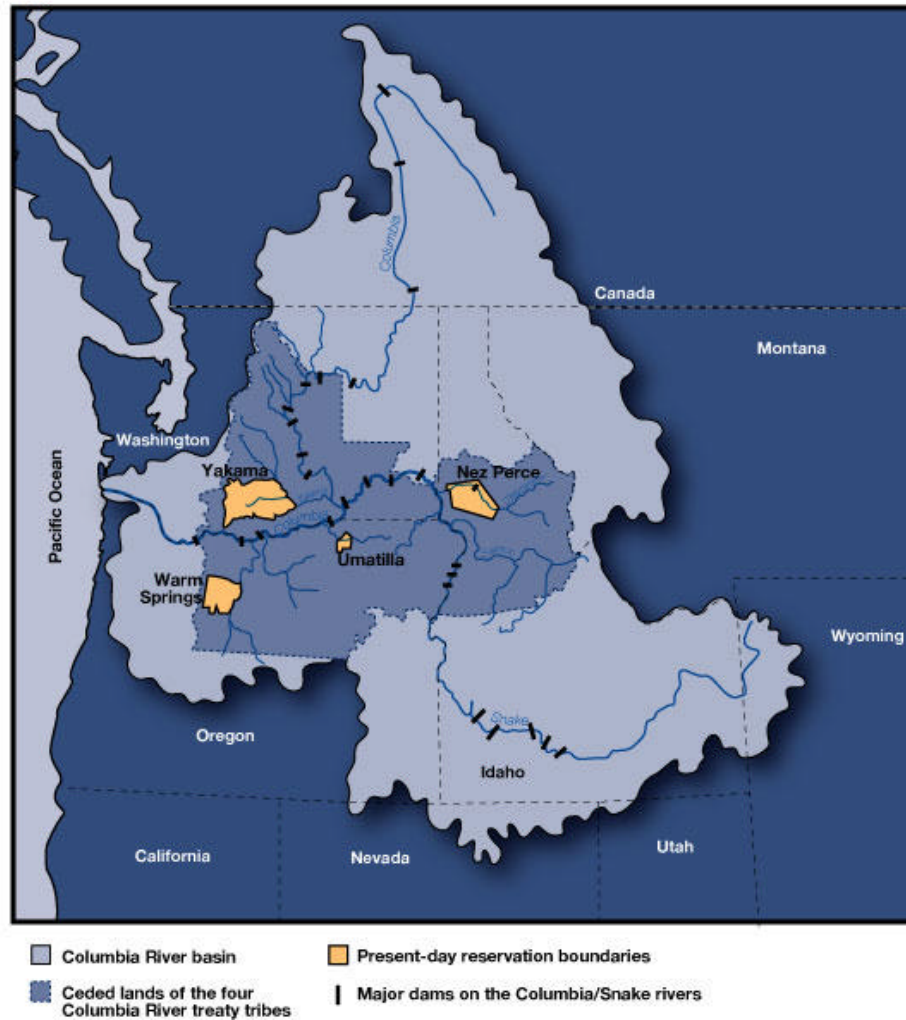 Columbia
Canada
Montana
Washington
Yakama
Nez Perce
Pacific Ocean
Columbia
Umatilla
Warm
Springs
Wyoming
Snake
Oregon
Idaho
California
Nevada
Utah
Columbia River basin
Present-day reservation boundaries
Ceded lands of the four
Columbia River treaty tribes
Major dams on the Columbia/Snake rivers